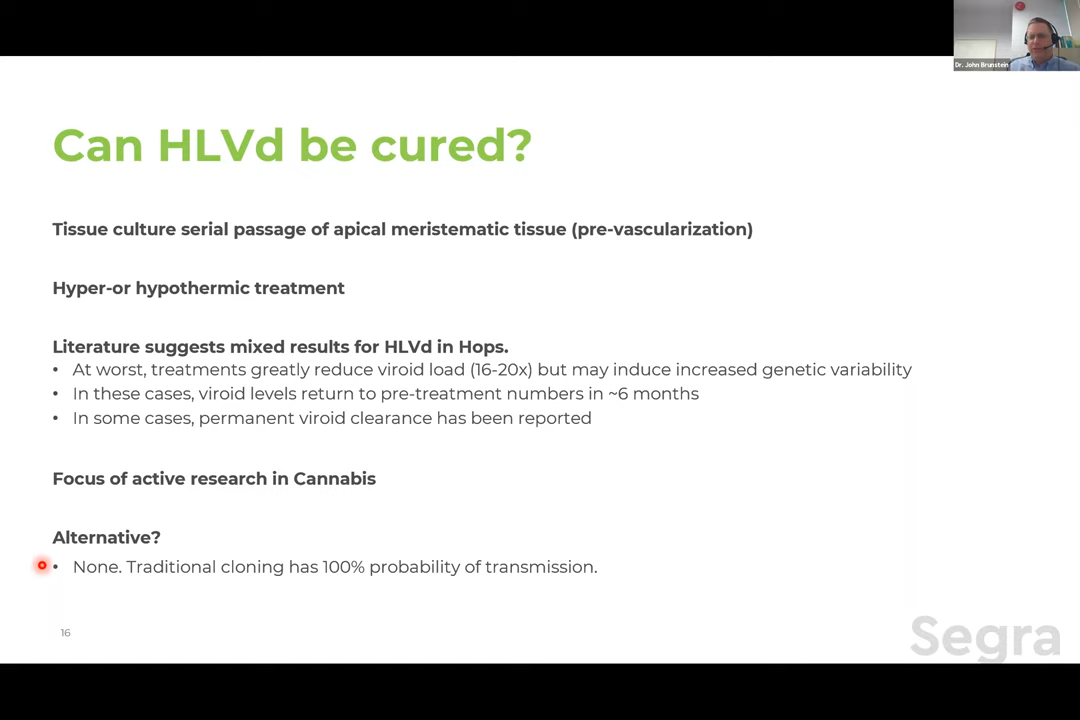 Dr. John Brunstein
Can HLVd be cured?
Tissue culture serial passage of apical meristematic tissue (pre-vascularization)
Hyper-or hypothermic treatment
Literature suggests mixed results for HLVd in Hops.
• At worst, treatments greatly reduce viroid load (16-20x) but may induce increased genetic variability
• In these cases, viroid levels return to pre-treatment numbers in ~6 months
• In some cases, permanent viroid clearance has been reported
Focus of active research in Cannabis
Alternative?
• None. Traditional cloning has 100% probability of transmission.
16
Segra